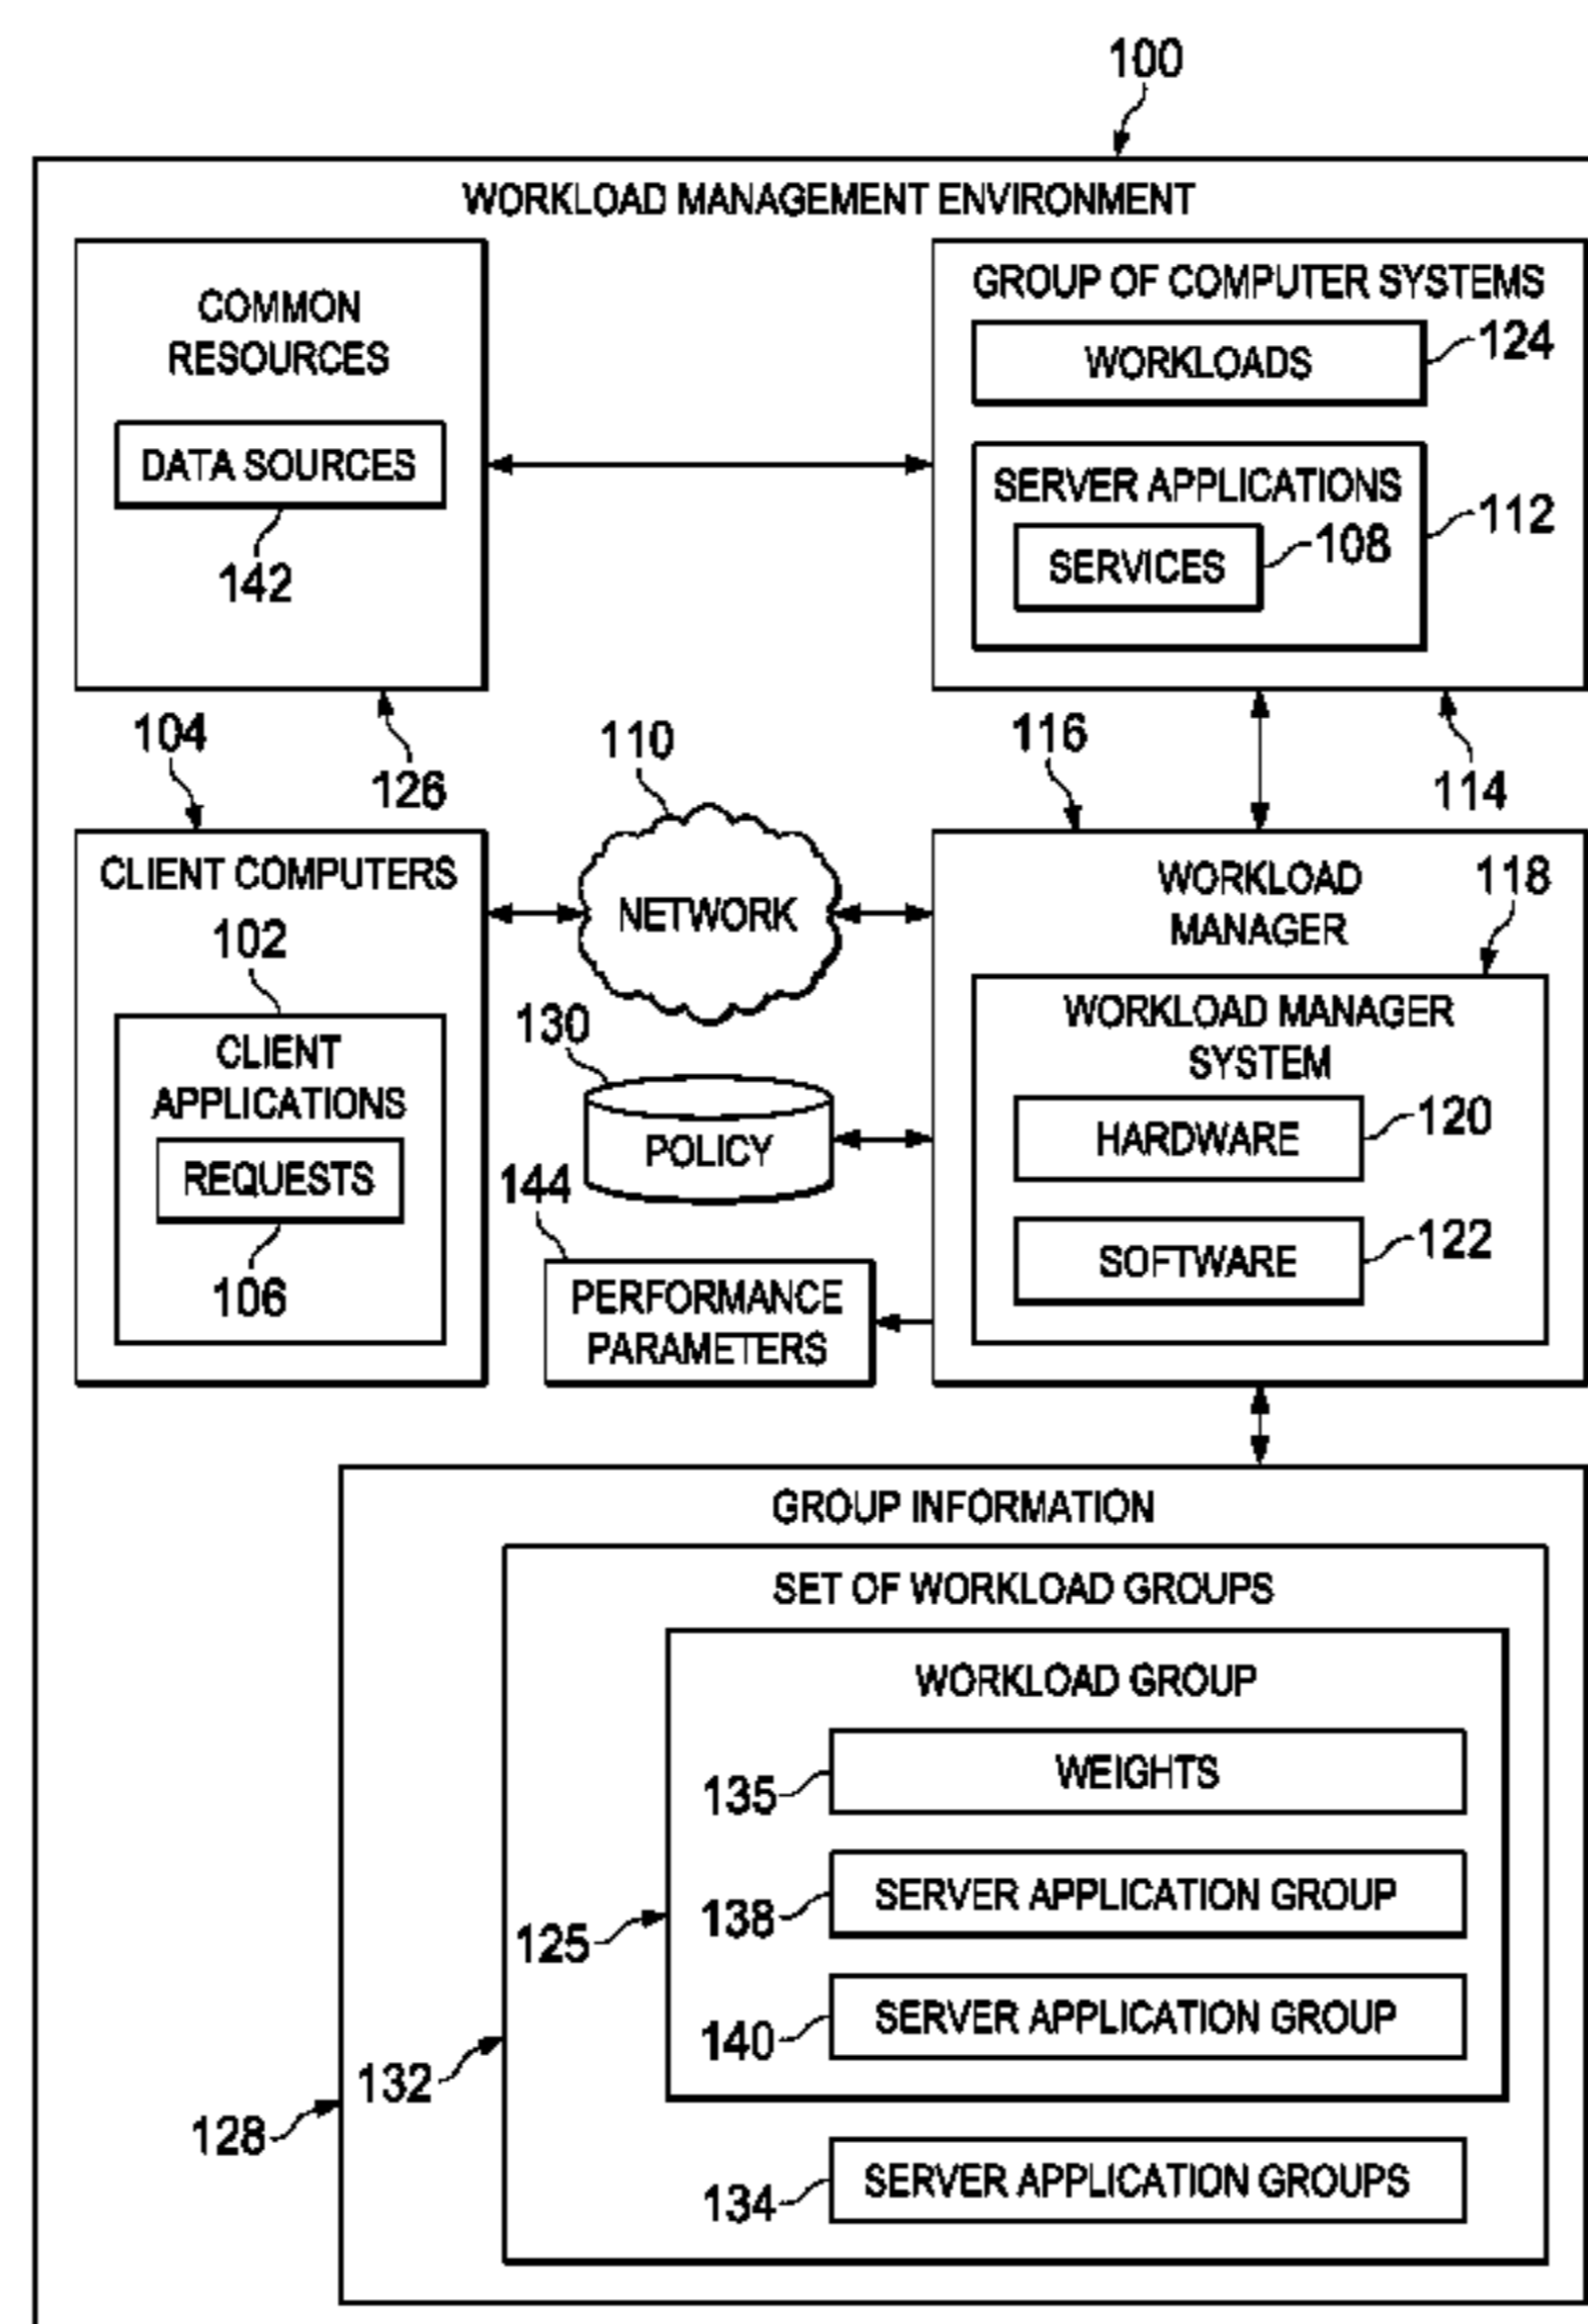 100
WORKLOAD MANAGEMENT ENVIRONMENT
COMMON
RESOURCES
DATA SOURCES
142
126
GROUP OF COMPUTER SYSTEMS
WORKLOADS
124
SERVER APPLICATIONS
112
SERVICES
108
114
104
CLIENT COMPUTERS
102
CLIENT
APPLICATIONS
REQUESTS
106
110
NETWORK
130
POLICY
144
PERFORMANCE
PARAMETERS
116
WORKLOAD
MANAGER
118
WORKLOAD MANAGER
SYSTEM
HARDWARE
120
SOFTWARE
122
GROUP INFORMATION
SET OF WORKLOAD GROUPS
WORKLOAD GROUP
135
WEIGHTS
138
SERVER APPLICATION GROUP
125
140
SERVER APPLICATION GROUP
132
128
134
SERVER APPLICATION GROUPS